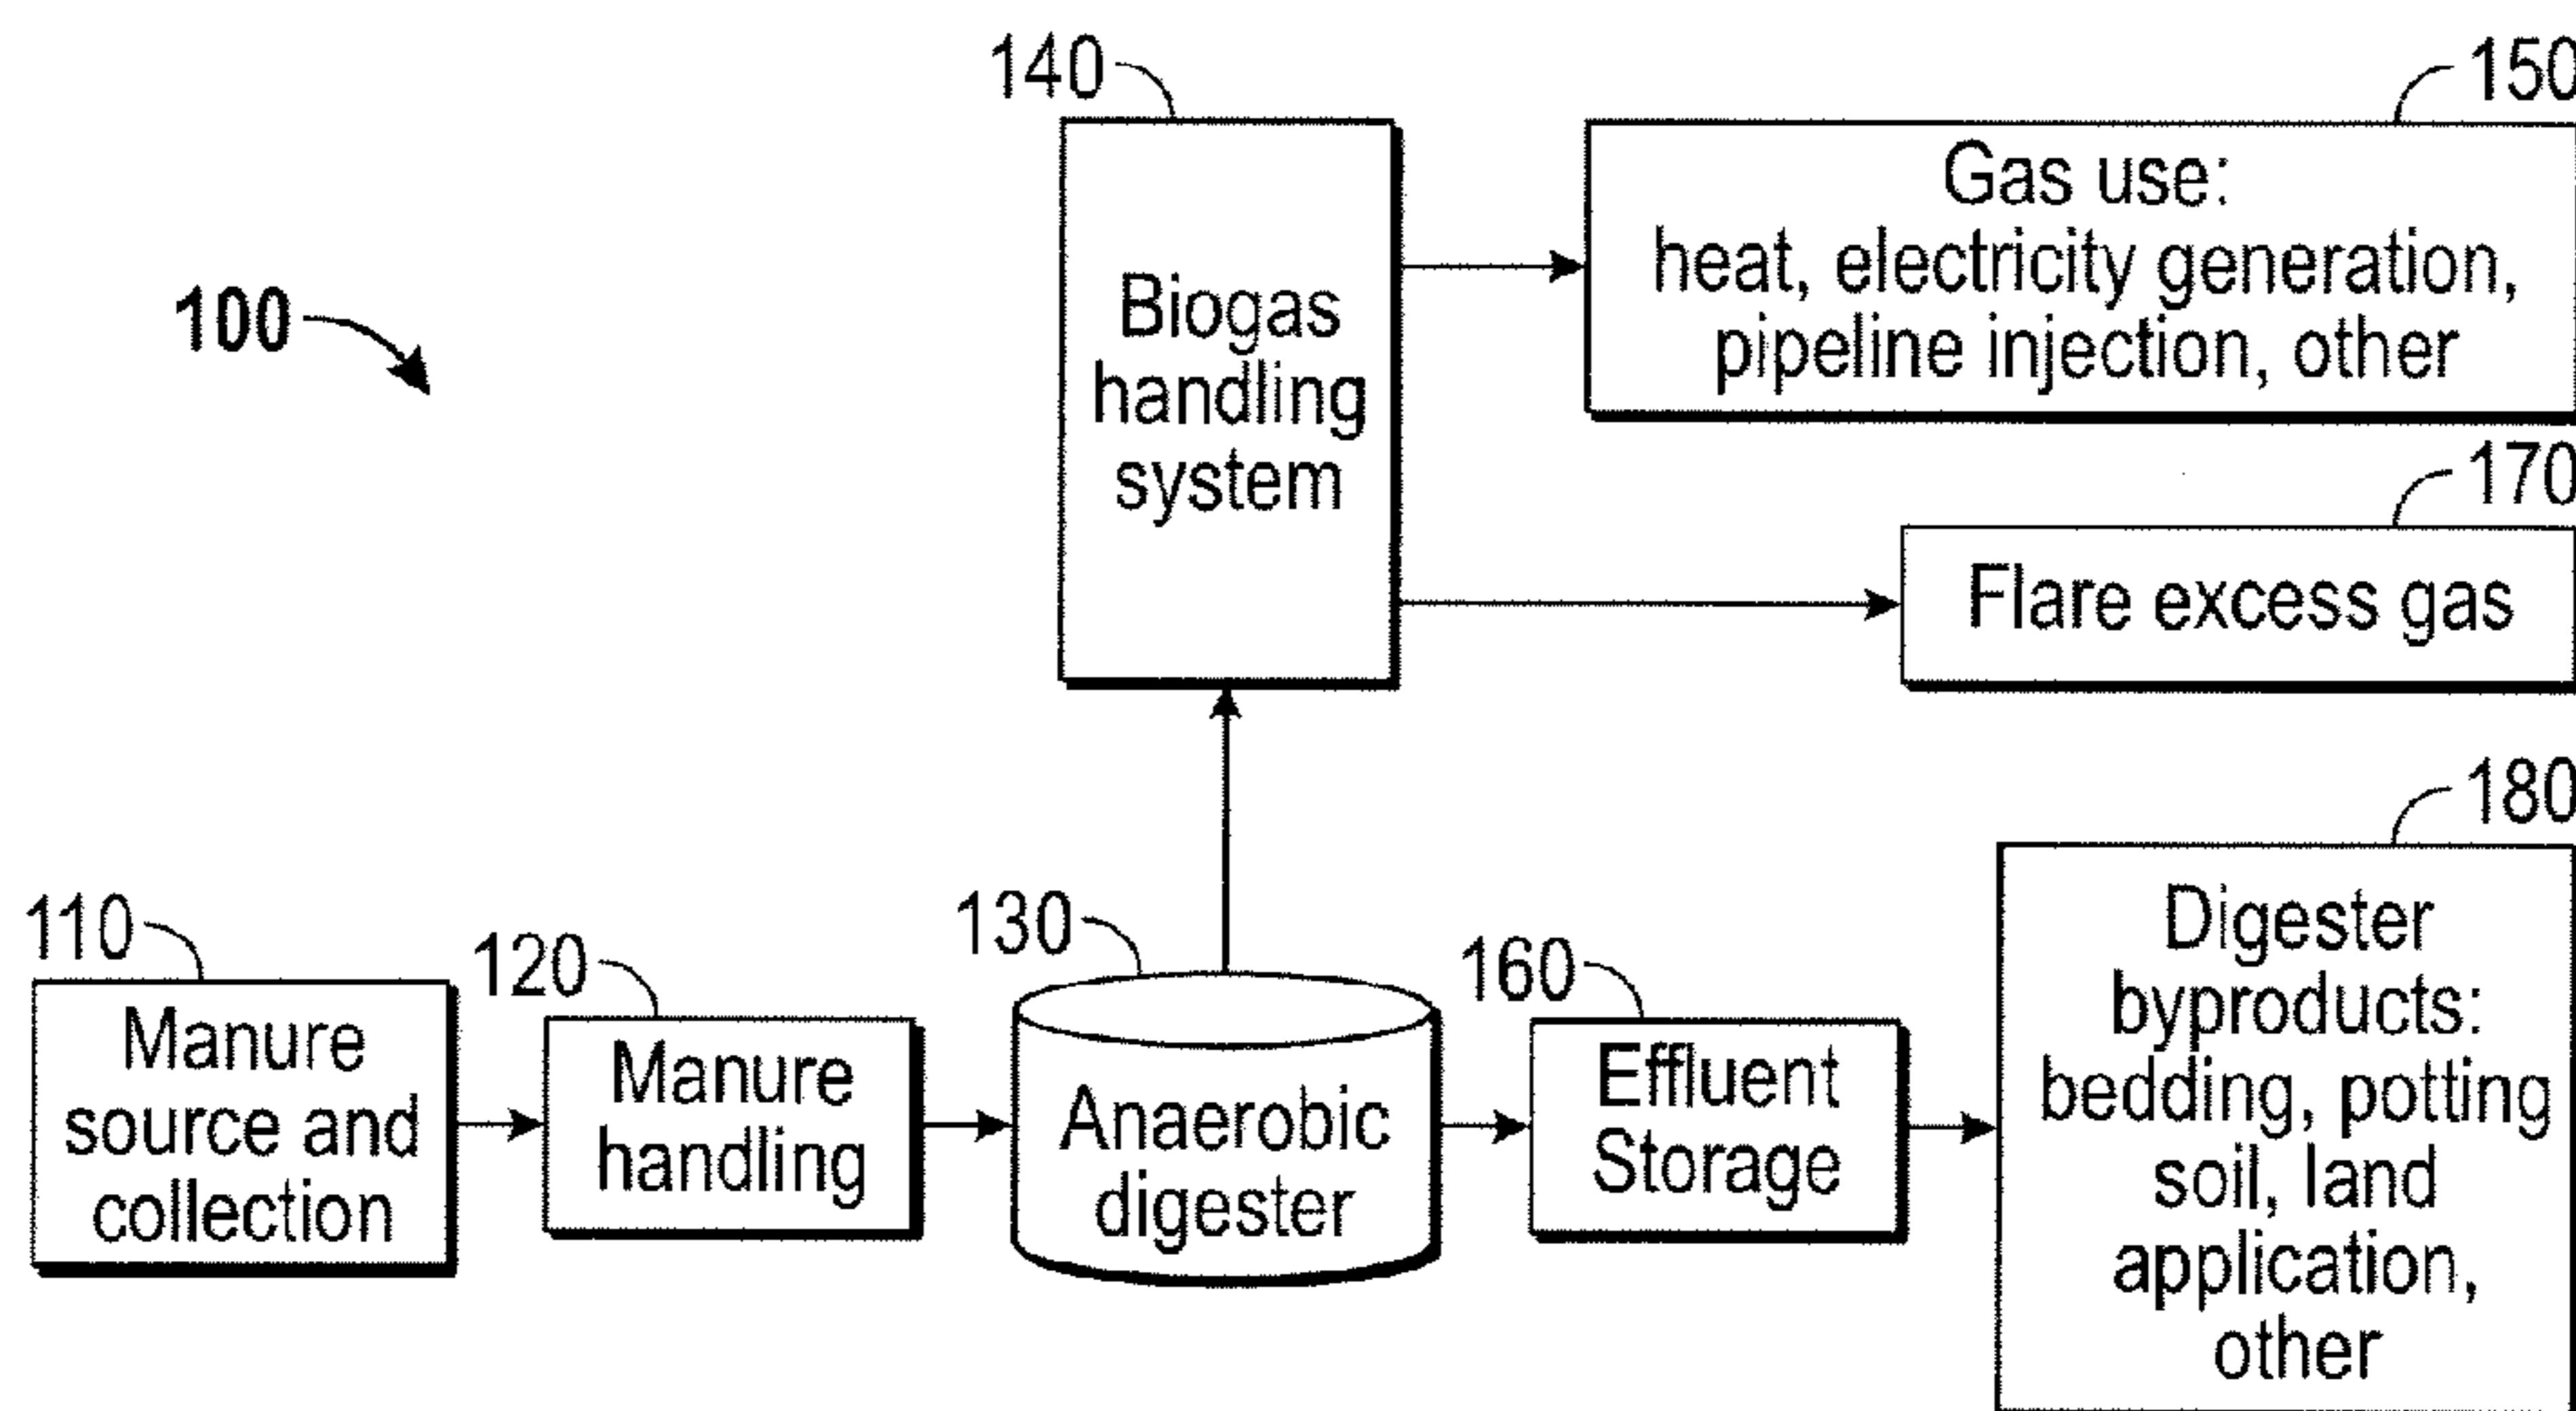 140
150
Gas use:
heat, electricity generation,
pipeline injection, other
Biogas
handling
system
100
170
Flare excess gas
180
110
Manure
source and
collection
120
Manure
handling
130
Anaerobic
digester
160
Effluent
Storage
Digester
byproducts:
bedding, potting
soil, land
application,
other